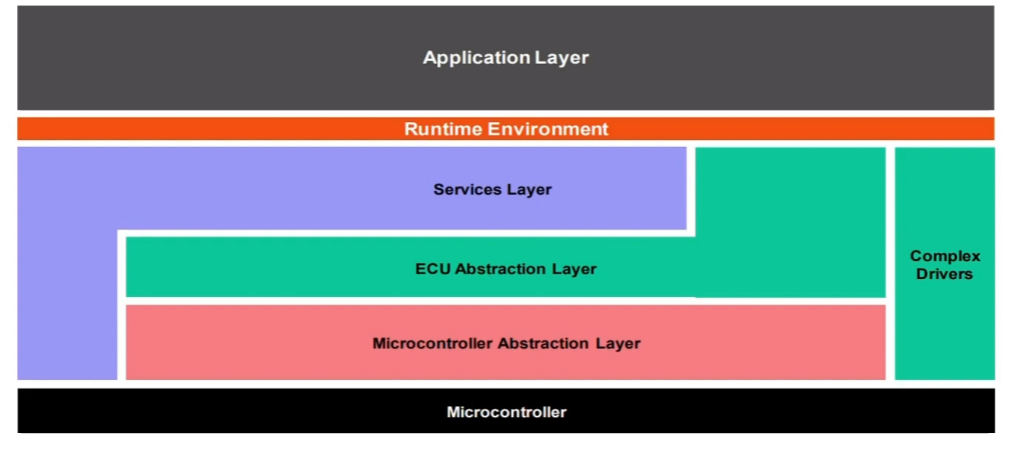 Application Layer
Runtime Environment
Services Layer
ECU Abstraction Layer
Complex
Drivers
Microcontroller Abstraction Layer
Microcontroller